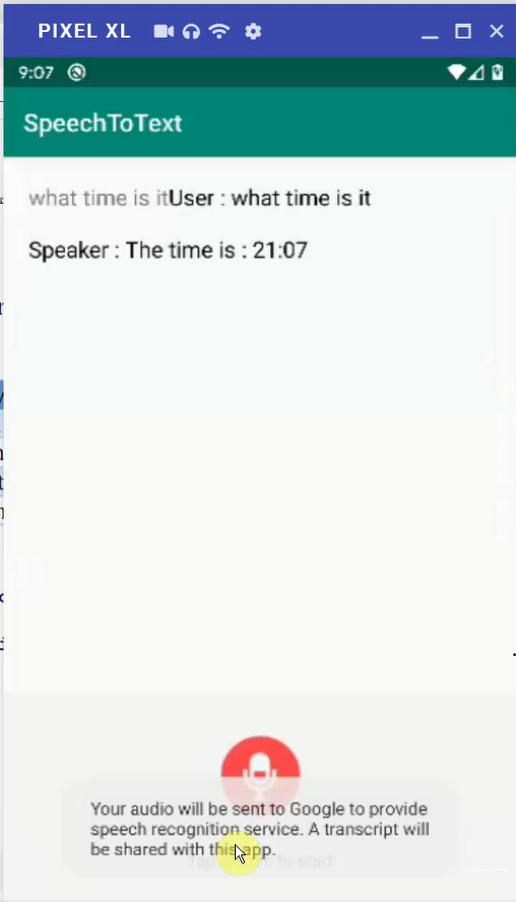 PIXEL XL
9:07
SpeechToText
what time is itUser : what time is it
Speaker : The time is : 21:07
Your audio will be sent to Google to provide
speech recognition service. A transcript will
be shared with this app.
to start